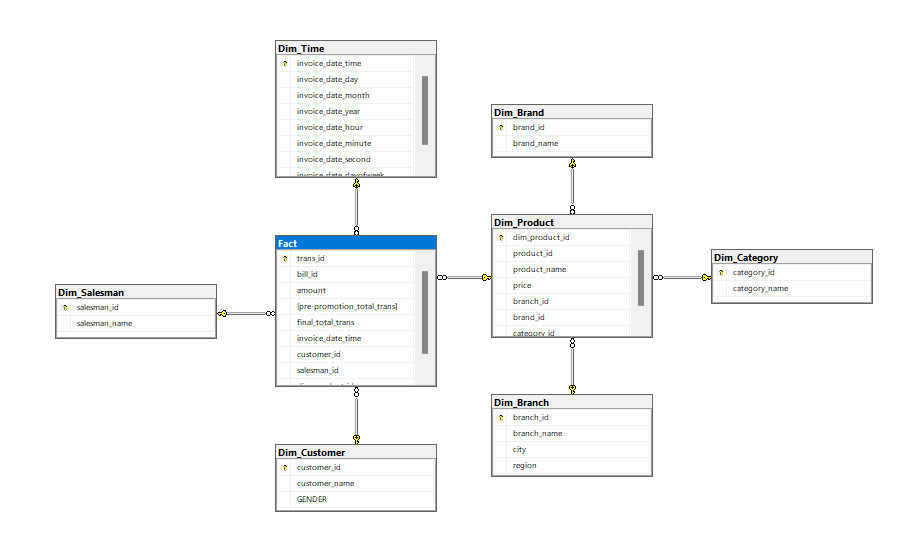 Dim_Time
invoice_date_time
invoice_date_day
invoice_date_month
invoice_date_year
invoice_date_hour
invoice_date_minute
invoice_date_second
invoice_date_dayofweek
Dim_Brand
brand_id
brand_name
Dim_Product
dim_product_id
product_id
product_name
price
branch_id
brand_id
category_id
Fact
trans_id
bill_id
amount
[pre-promotion_total_trans]
final_total_trans
invoice_date_time
customer_id
salesman_id
Dim_Category
category_id
category_name
Dim_Salesman
salesman_id
salesman_name
Dim_Branch
branch_id
branch_name
city
region
Dim_Customer
customer_id
customer_name
GENDER